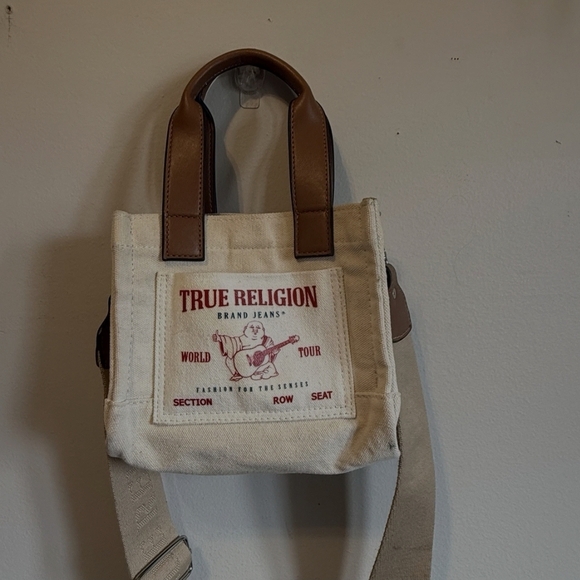 TRUE RELIGION
BRAND JEANS®
WORLD TOUR
FASHION FOR THE SENSES
SECTION ROW SEAT